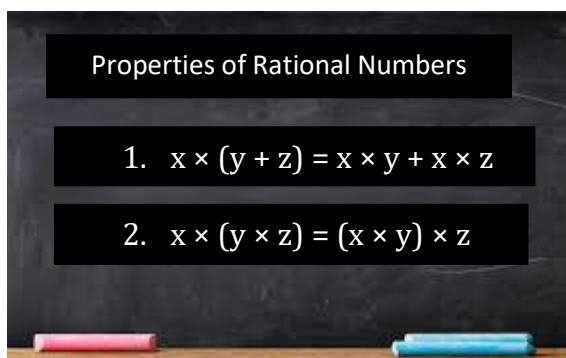 Properties of Rational Numbers
1. x × (y + z) = x × y + x × z
2. x × (y × z) = (x × y) × z